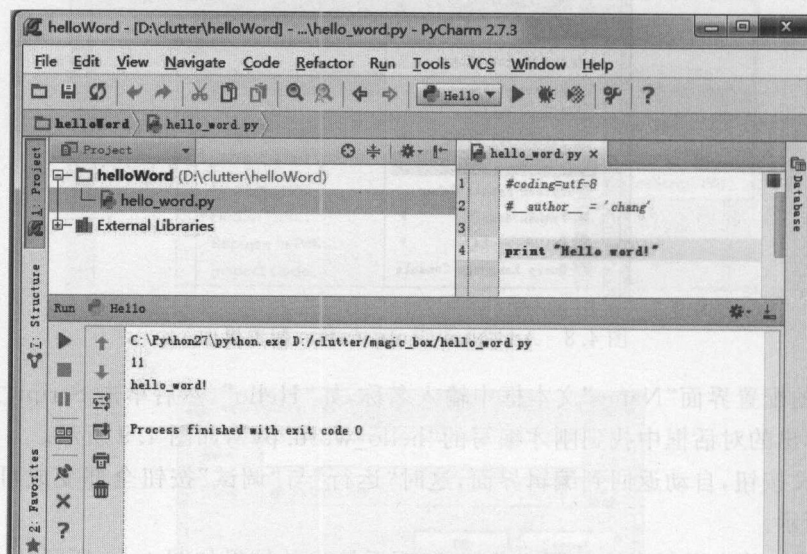 helloWord - [D:\clutter\helloWord] - ...\hello_word.py - PyCharm 2.7.3
File Edit View Navigate Code Refactor Run Tools VCS Window Help
Hello
helloWord hello_word.py
1: Project
Project
hello_word.py ×
helloWord (D:\clutter\helloWord)
hello_word.py
External Libraries
1 #coding=utf-8
2 #__author__= 'chang'
3
4 print "Hello word!"
Database
Z: Structure
Run Hello
C:\Python27\python.exe D:/clutter/magic_box/hello_word.py
11
hello_word!
Process finished with exit code 0
2: Favorites